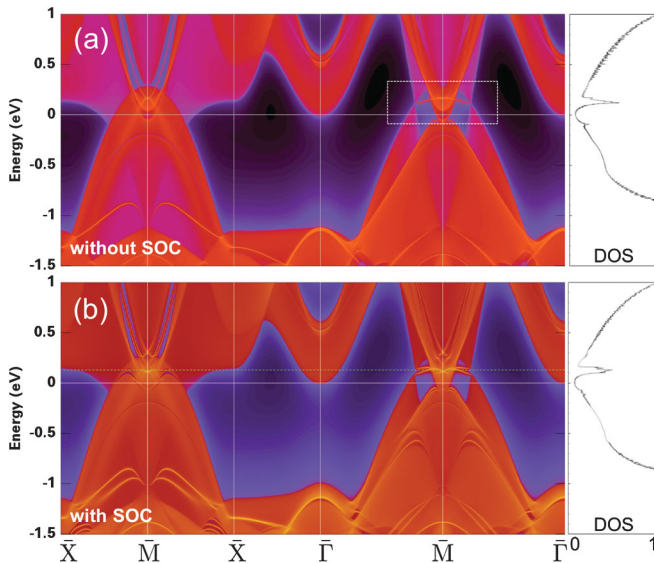 (a)
1
0.5
0
-0.5
-1
-1.5
Energy (eV)
without SOC
DOS
(b)
1
0.5
0
-0.5
-1
-1.5
Energy (eV)
with SOC
DOS
0 1
X̄ M̄ X̄ Γ̄ M̄ Γ̄